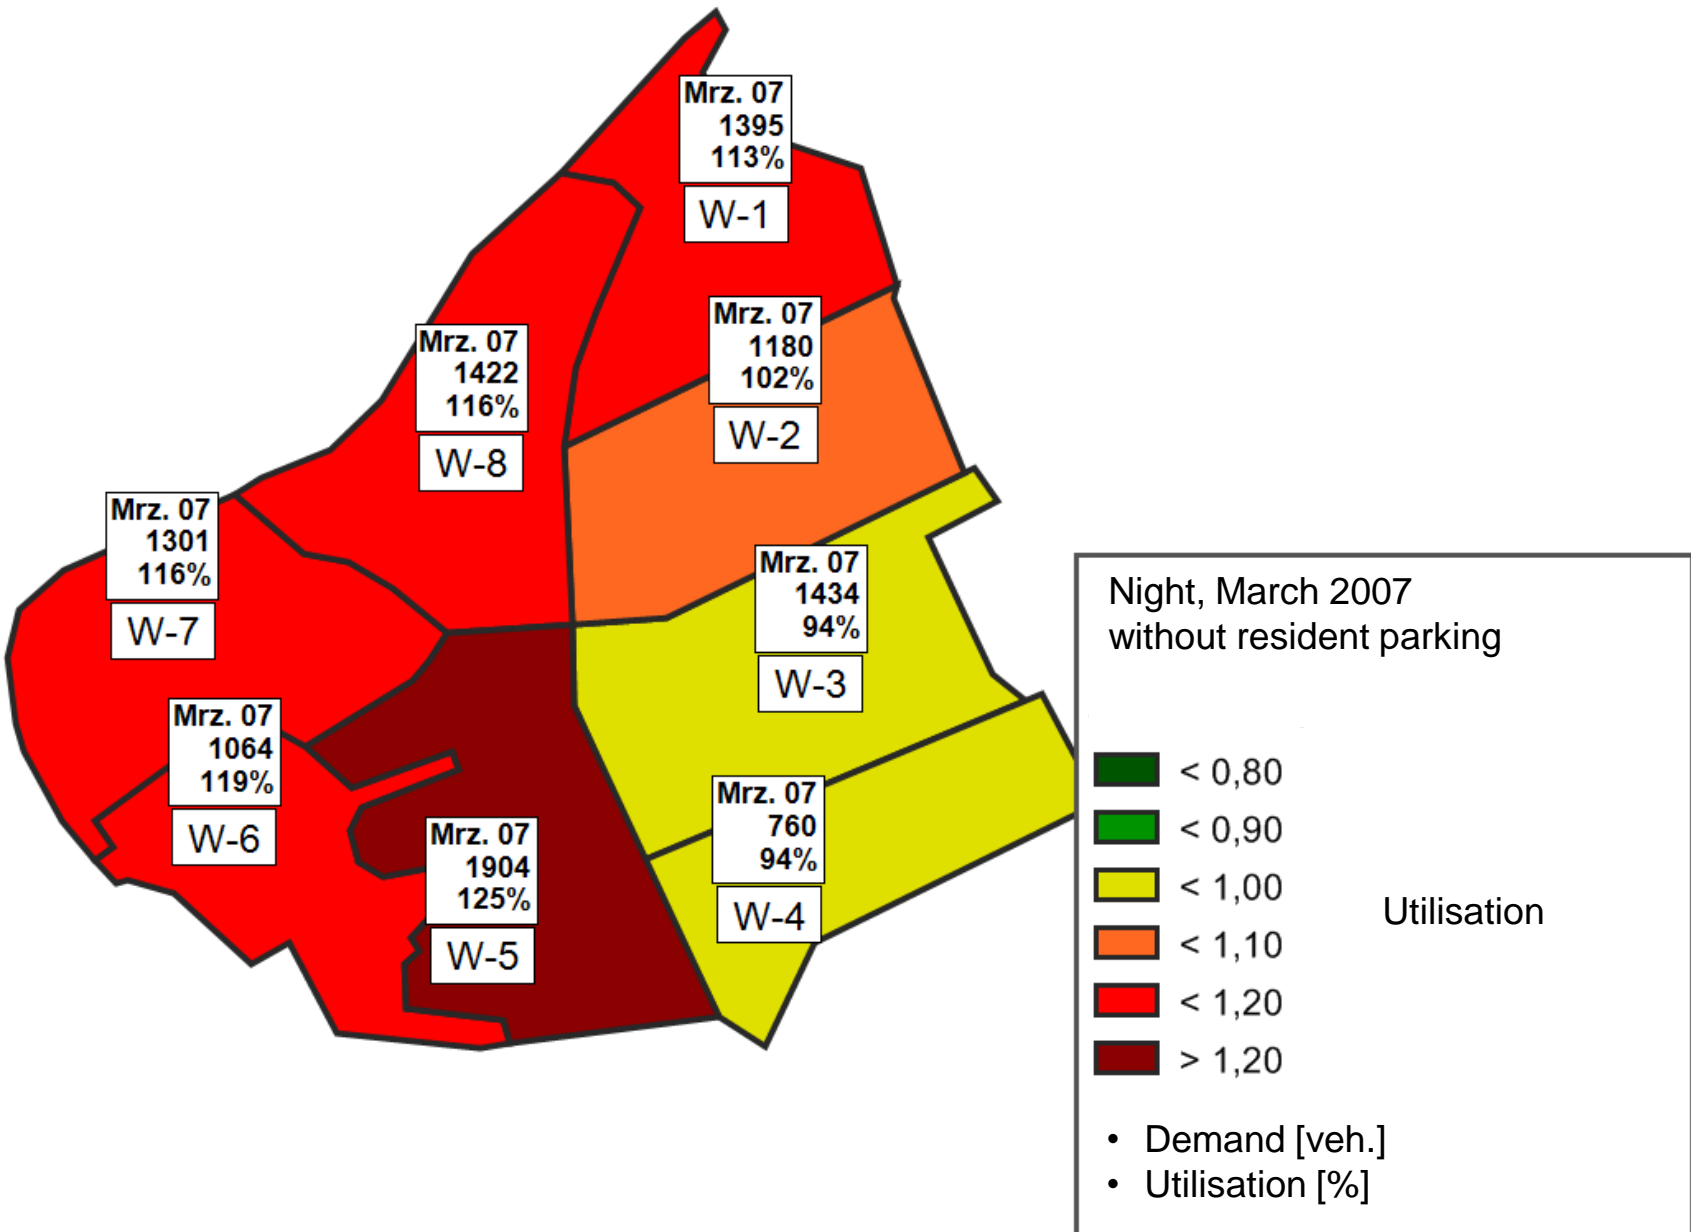 Mrz. 07
1395
113%
W-1
Mrz. 07
1180
102%
W-2
Mrz. 07
1422
116%
W-8
Mrz. 07
1301
116%
W-7
Mrz. 07
1434
94%
W-3
Mrz. 07
1064
119%
W-6
Mrz. 07
760
94%
W-4
Mrz. 07
1904
125%
W-5
Night, March 2007
without resident parking
< 0,80
< 0,90
< 1,00
< 1,10
< 1,20
> 1,20
Utilisation
• Demand [veh.]
• Utilisation [%]